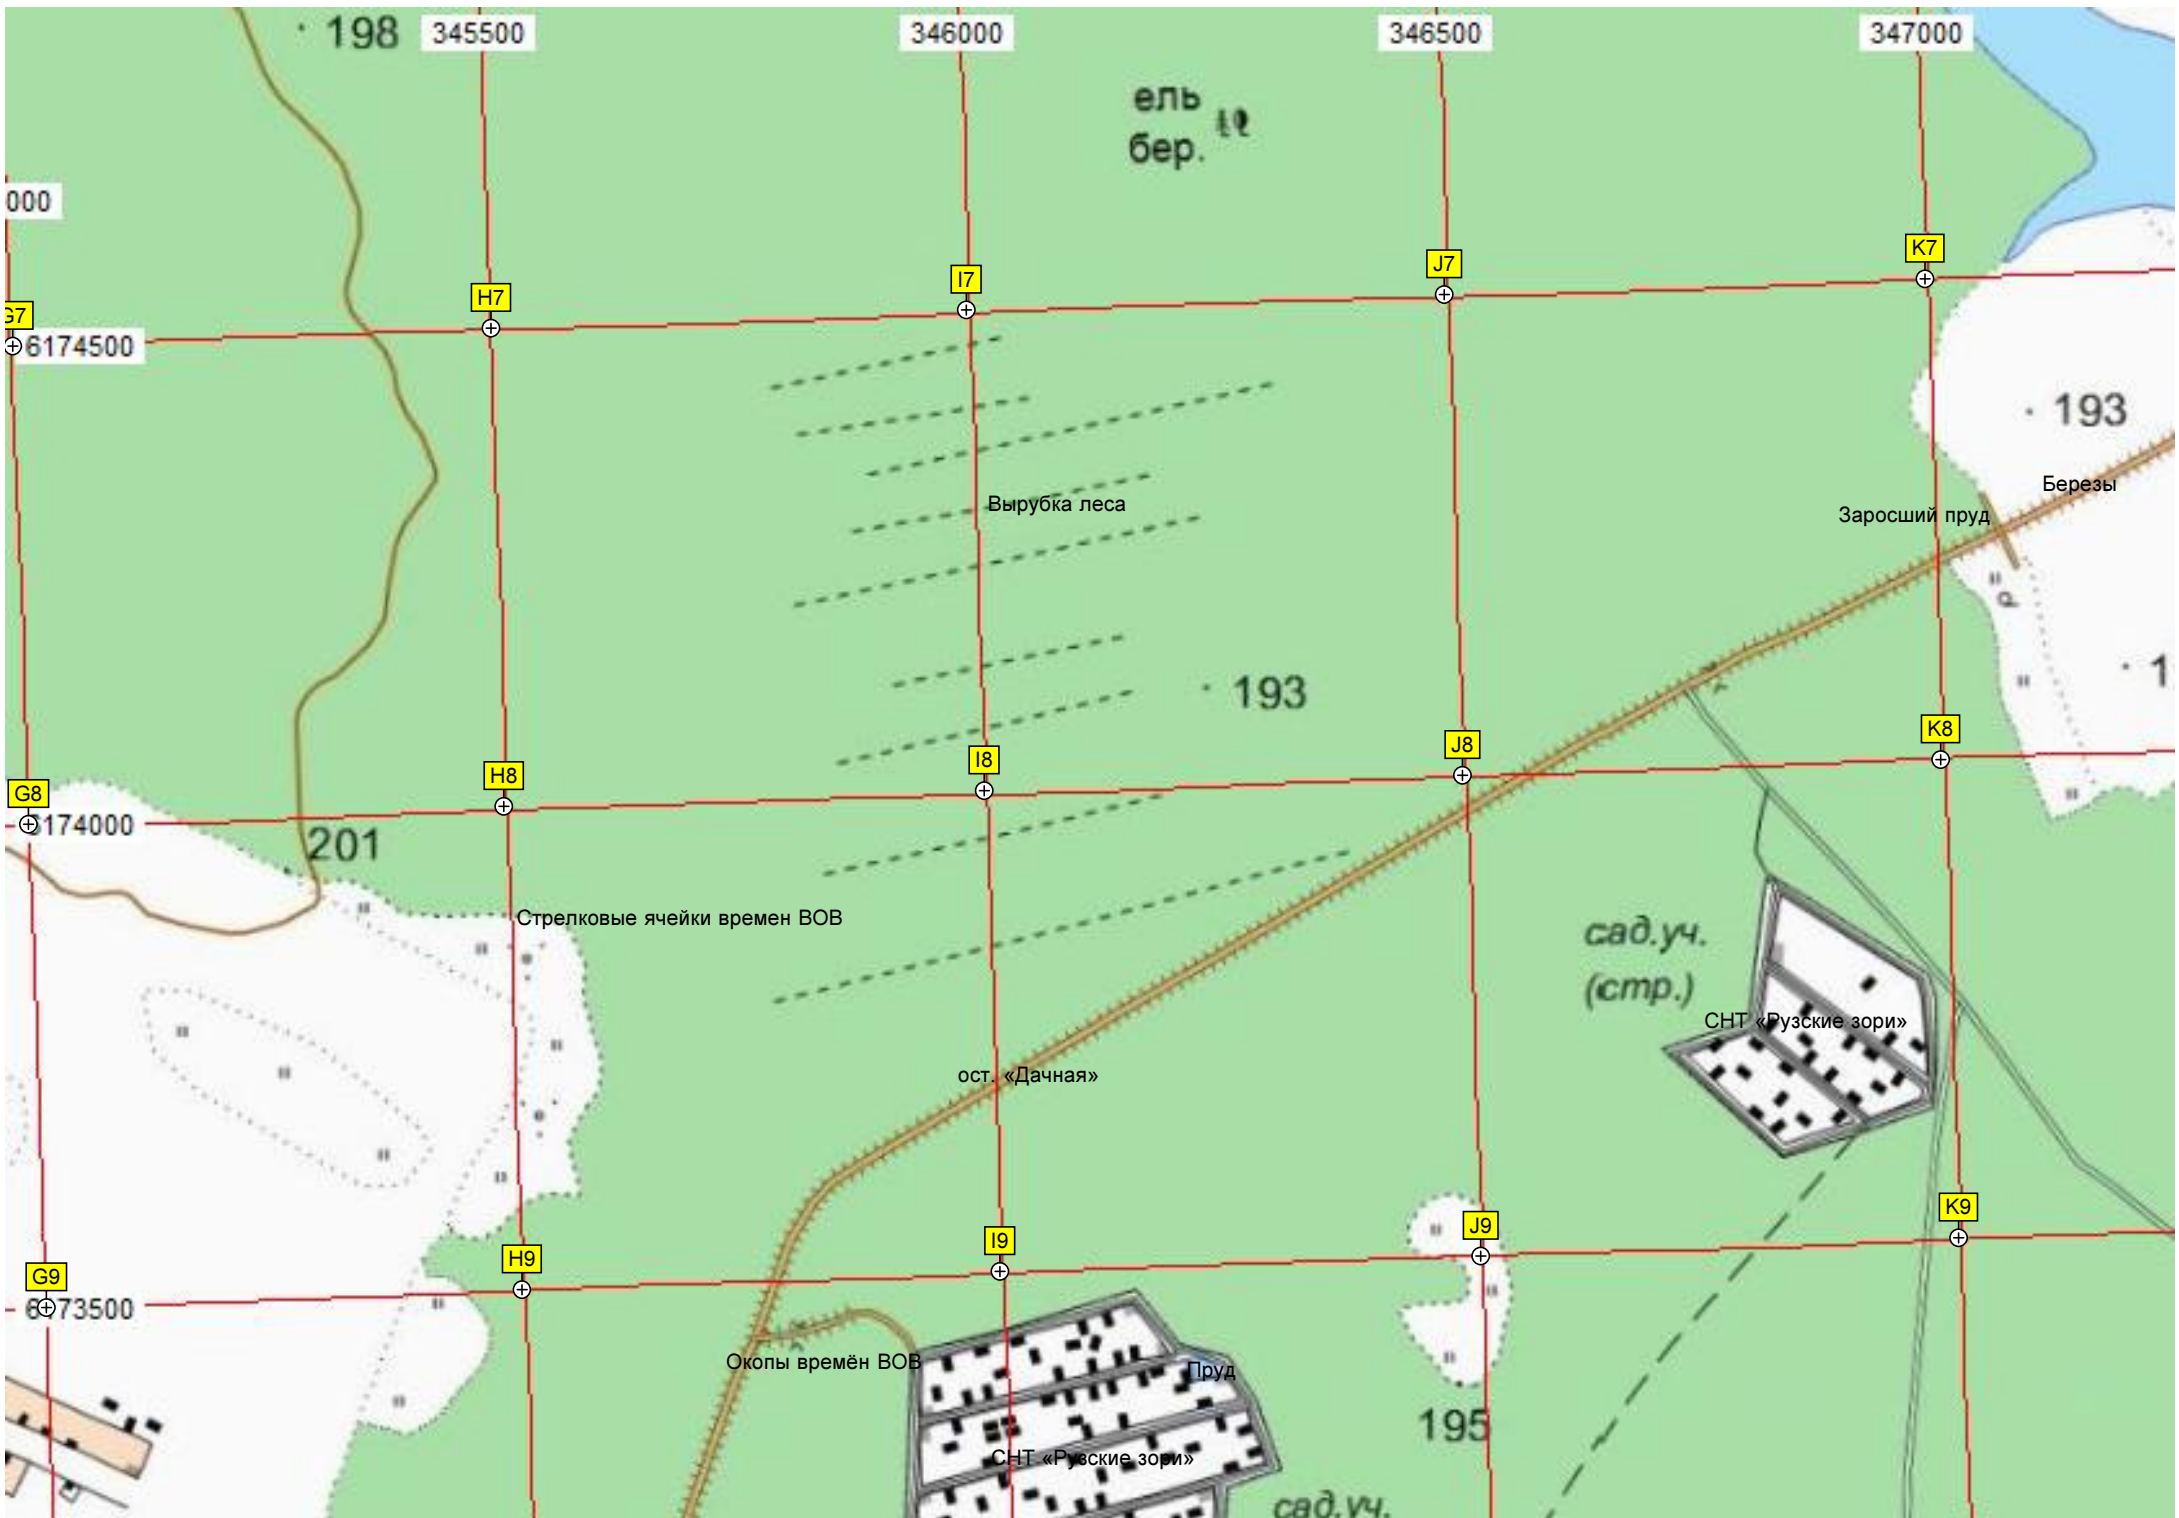 198
345500
346000
346500
347000
ель
бер.
000
K7
J7
I7
H7
G7
6174500
193
Березы
Вырубка леса
Заросший пруд
193
K8
J8
I8
H8
G8
6174000
201
Стрелковые ячейки времен ВОВ
сад.уч.
(стр.)
СНТ «Рузские зори»
ост. «Дачная»
K9
J9
I9
H9
G9
6173500
Окопы времён ВОВ
Пруд
195
СНТ «Рузские зори»
сад.уч.